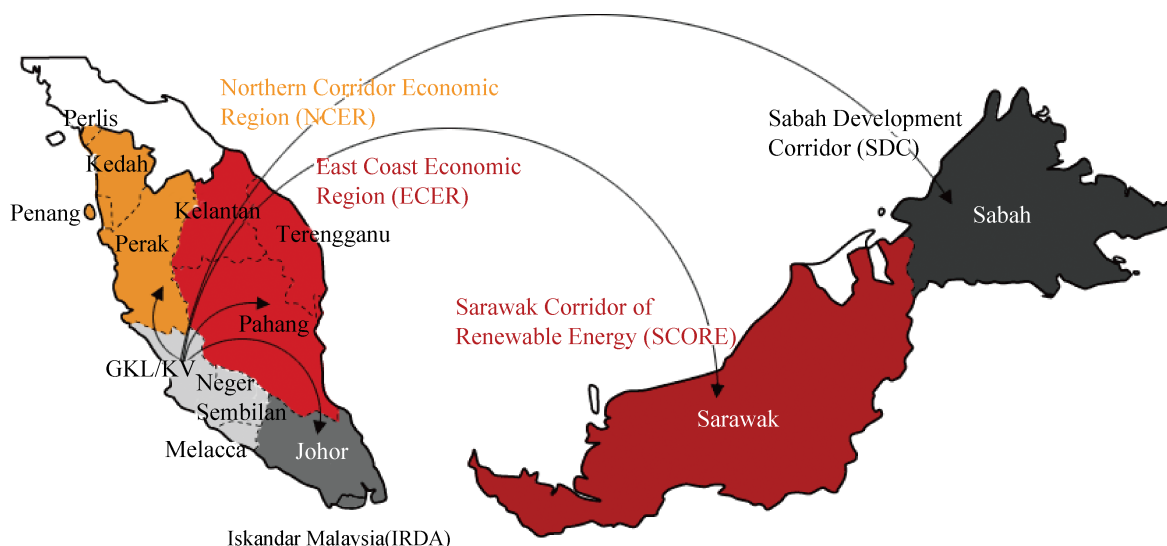 Northern Corridor Economic
Region (NCER)
Perlis
Sabah Development
Corridor (SDC)
Kedah
East Coast Economic
Region (ECER)
Penang
Kelantan
Sabah
Perak
Terengganu
Sarawak Corridor of
Renewable Energy (SCORE)
Pahang
GKL/KV
Neger
Sembilan
Sarawak
Melacca
Johor
Iskandar Malaysia(IRDA)